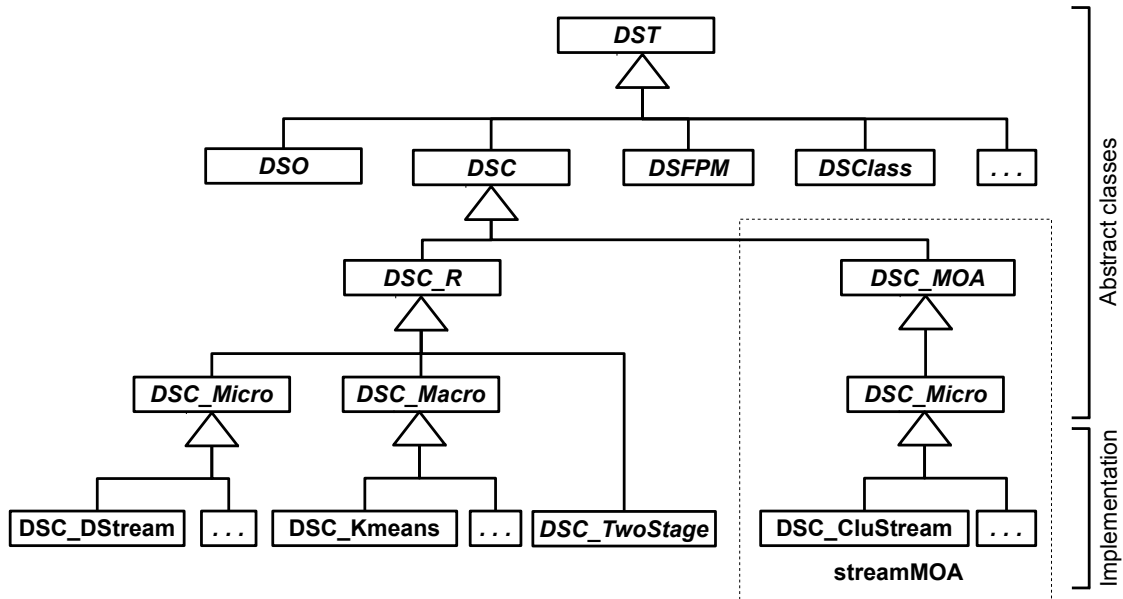 DST
DSO
DSC
DSFPM
DSClass
. . .
DSC_R
DSC_MOA
DSC_Micro
DSC_Macro
DSC_Micro
DSC_DStream
. . .
DSC_Kmeans
. . .
DSC_TwoStage
DSC_CluStream
. . .
streamMOA
Abstract classes
Implementation